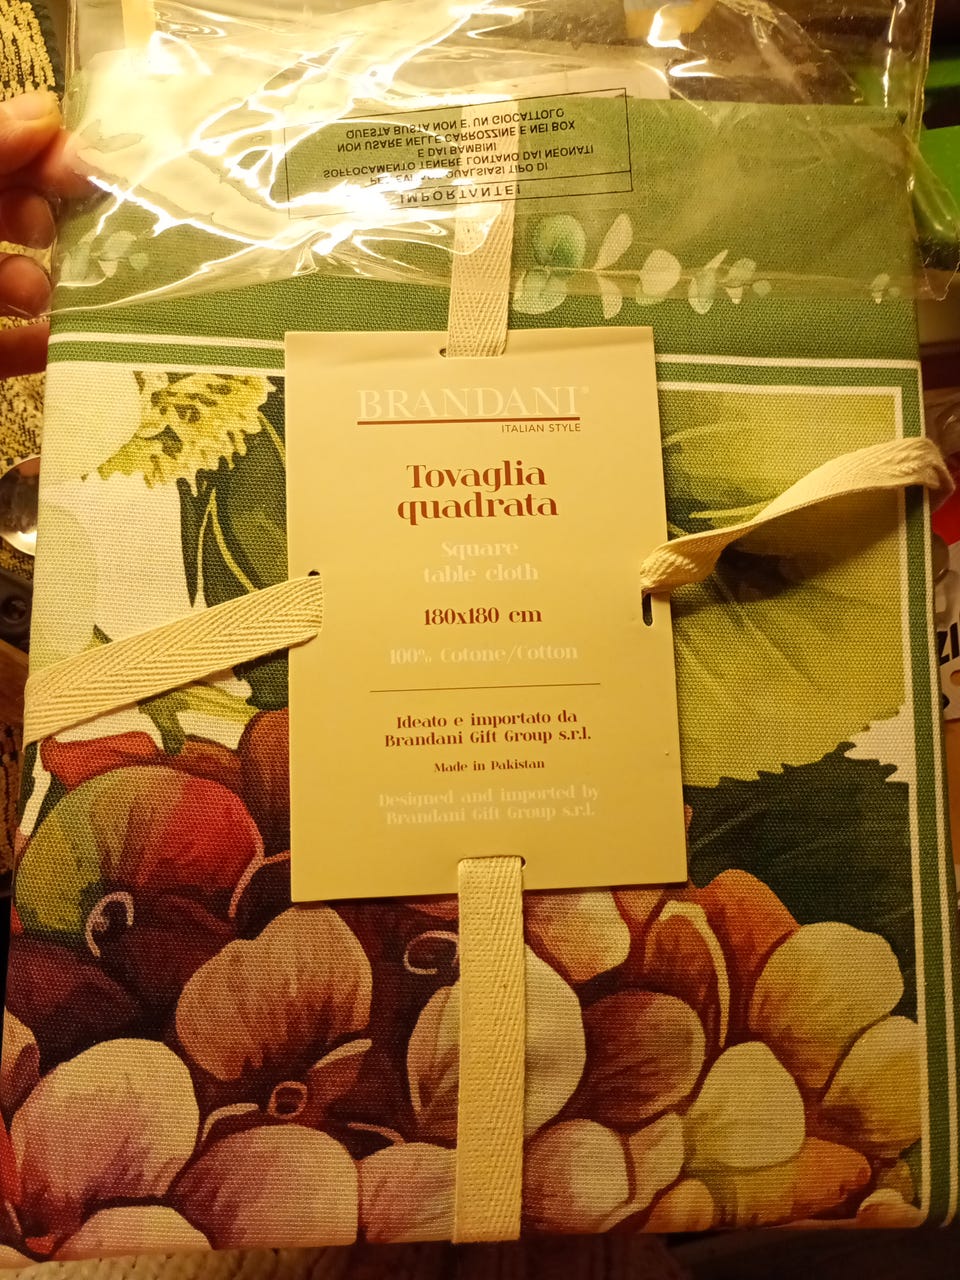 IMPORTANTE!
QUALSIASI TIPO DI
SOFFOCAMENTO TENERE LONTANO DAI NEONATI
E DAI BAMBINI
NON USARE NELLE CARROZZINE E NEI BOX
QUESTA BUSTA NON E' UN GIOCATTOLO
BRANDANI®
ITALIAN STYLE
Tovaglia
quadrata
Square
table cloth
180x180 cm
100% Cotone/Cotton
Ideato e importato da
Brandani Gift Group s.r.l.
Made in Pakistan
Designed and imported by
Brandani Gift Group s.r.l.